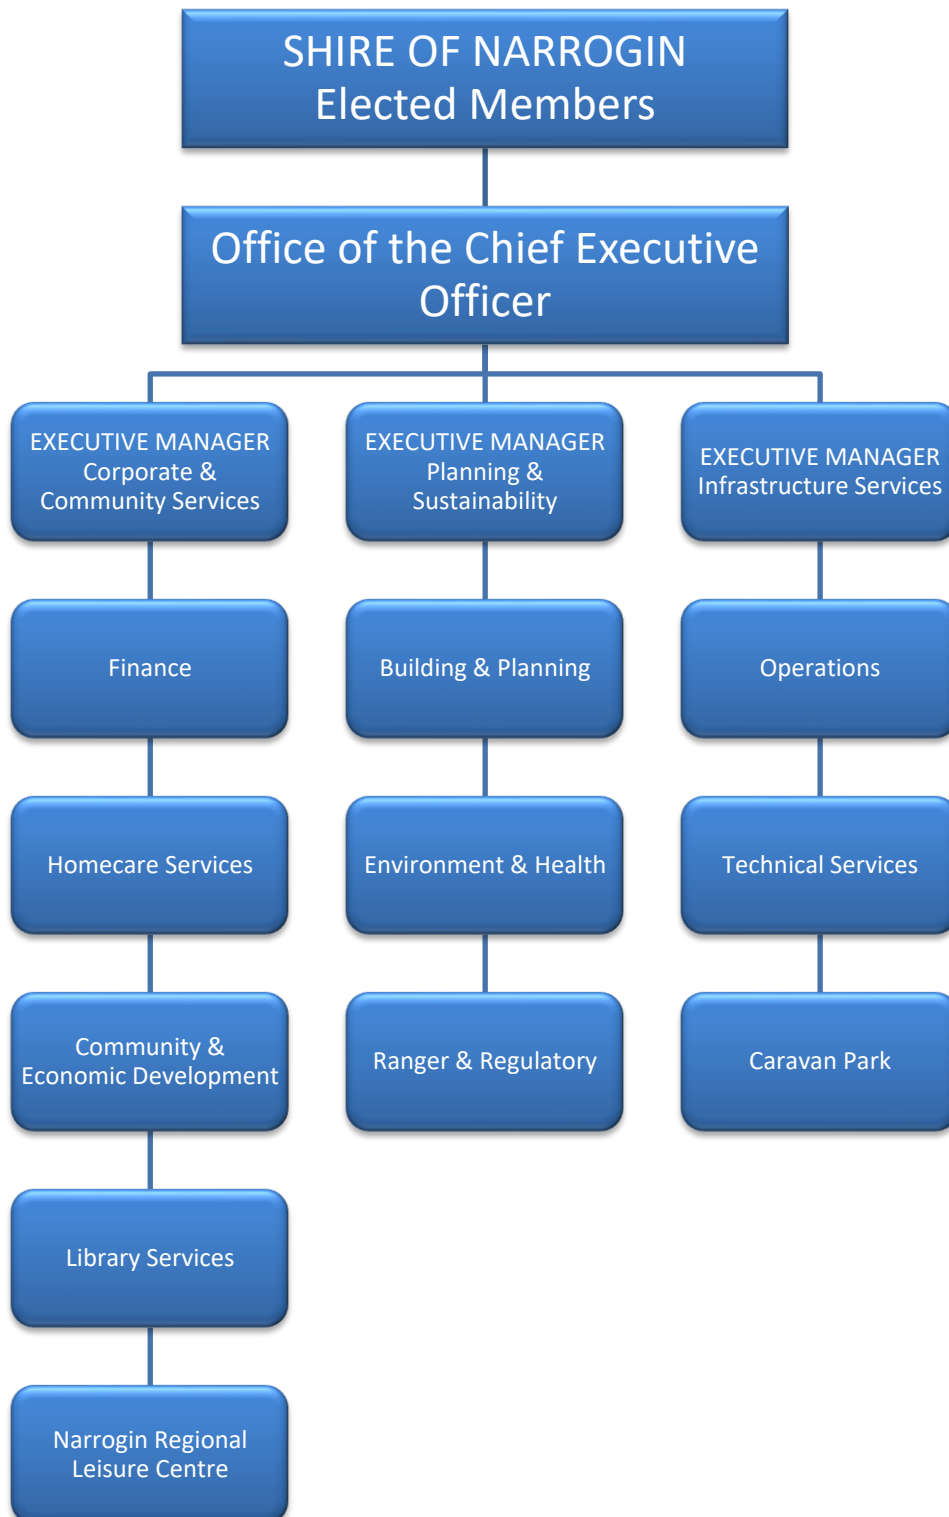 SHIRE OF NARROGIN
Elected Members
Office of the Chief Executive
Officer
EXECUTIVE MANAGER
Corporate &
Community Services
EXECUTIVE MANAGER
Planning &
Sustainability
EXECUTIVE MANAGER
Infrastructure Services
Finance
Building & Planning
Operations
Homecare Services
Environment & Health
Technical Services
Community &
Economic Development
Ranger & Regulatory
Caravan Park
Library Services
Narrogin Regional
Leisure Centre